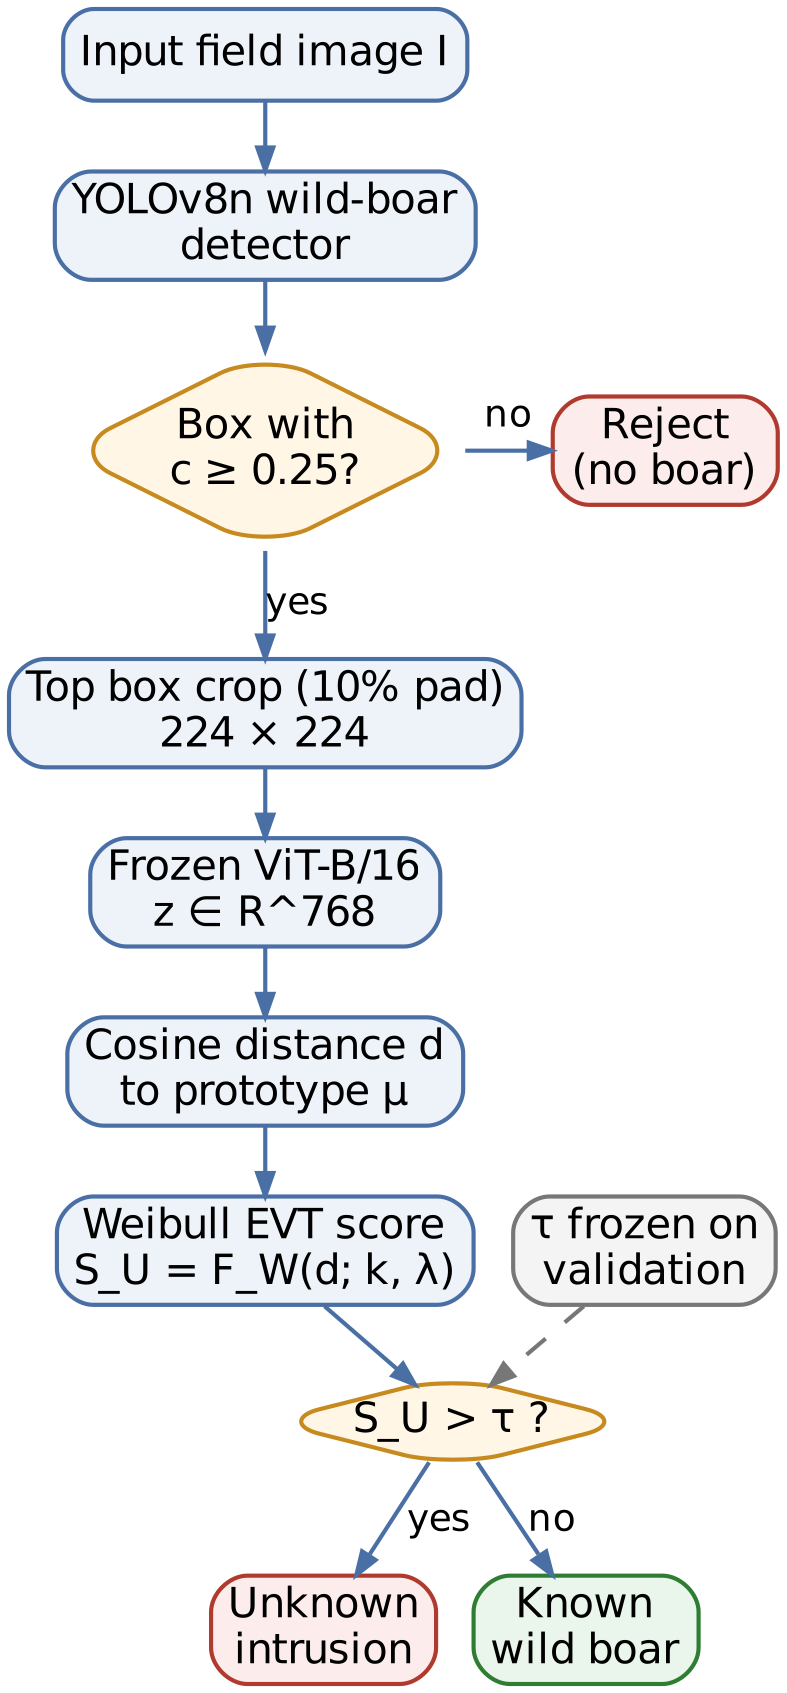 Input field image I
YOLOv8n wild-boar
detector
Box with
c ≥ 0.25?
no
Reject
(no boar)
yes
Top box crop (10% pad)
224 × 224
Frozen ViT-B/16
z ∈ R^768
Cosine distance d
to prototype μ
Weibull EVT score
S_U = F_W(d; k, λ)
τ frozen on
validation
S_U > τ ?
yes
no
Unknown
intrusion
Known
wild boar